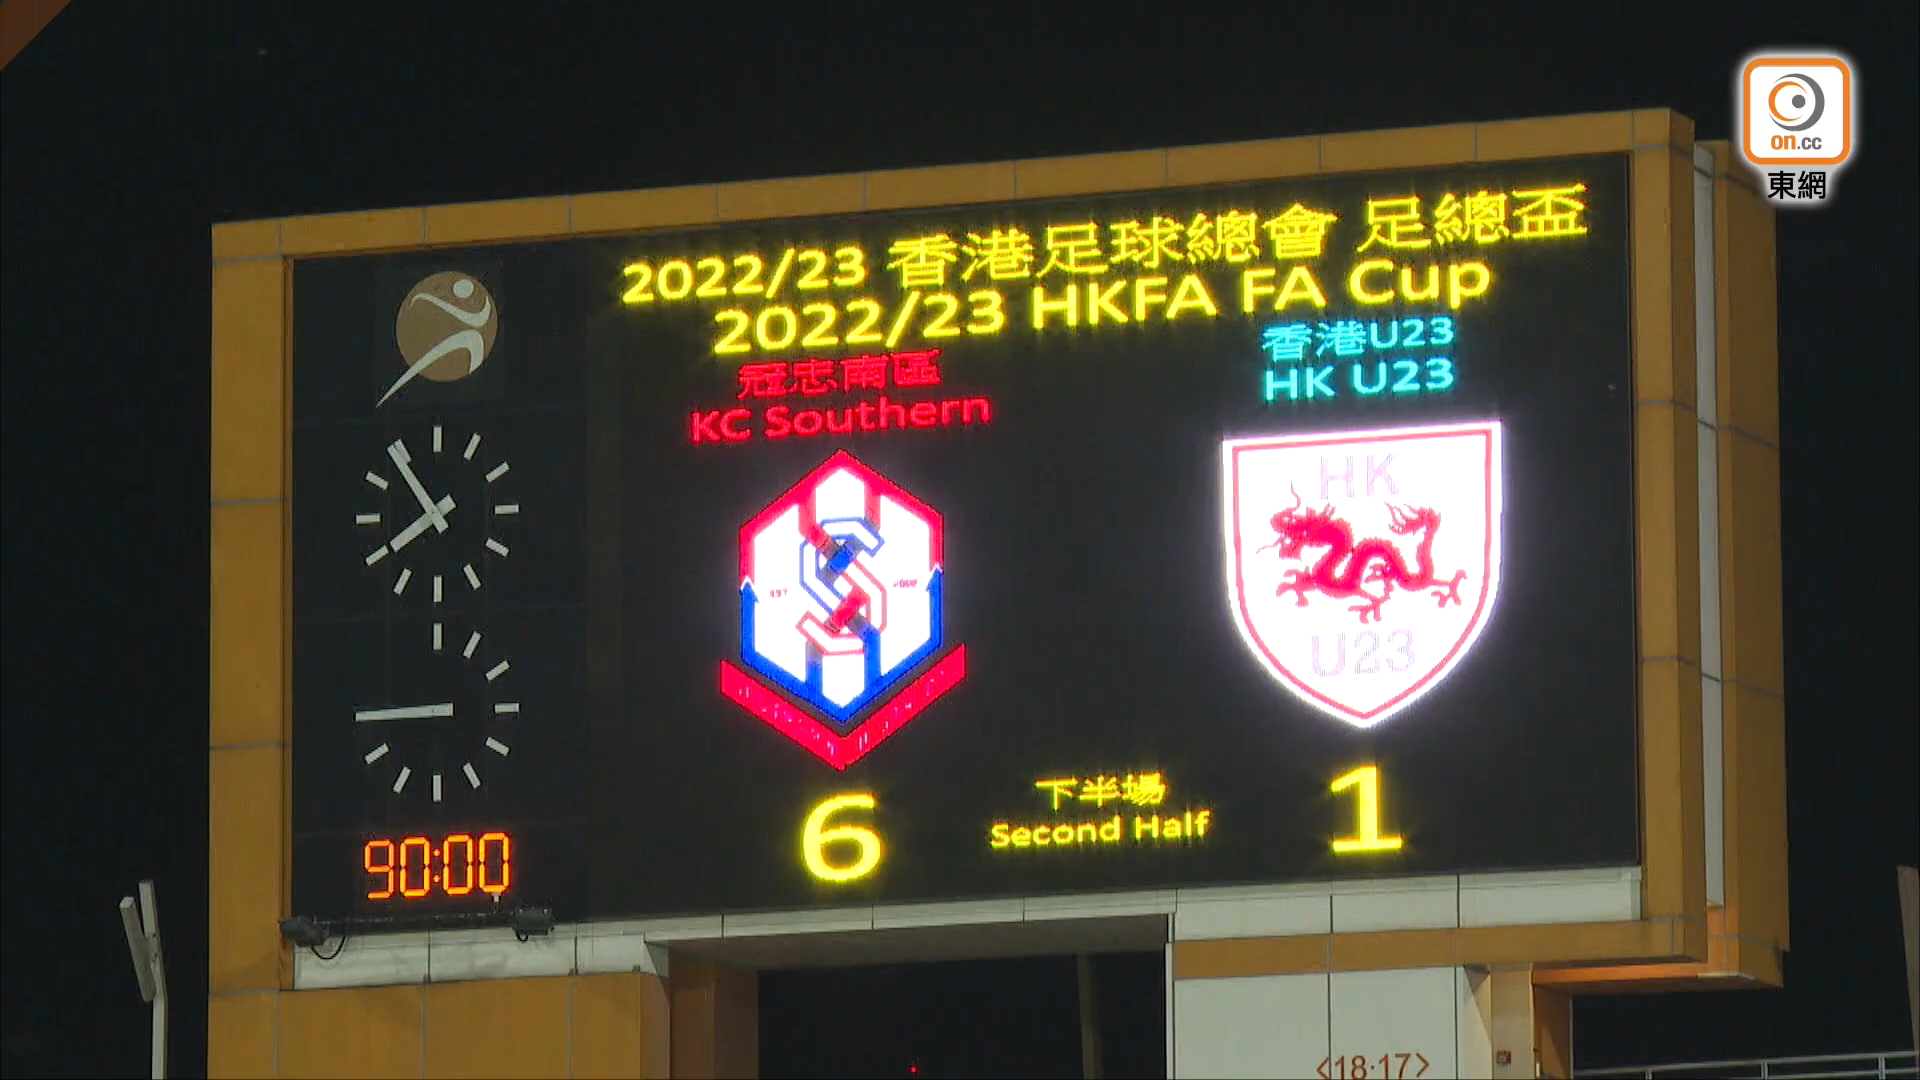 on.cc
東網
2022/23 香港足球總會 足總盃
2022/23 HKFA FA Cup
冠忠南區
KC Southern
香港U23
HK U23
HK
U23
6
下半場
Second Half
1
90:00
<18·17>